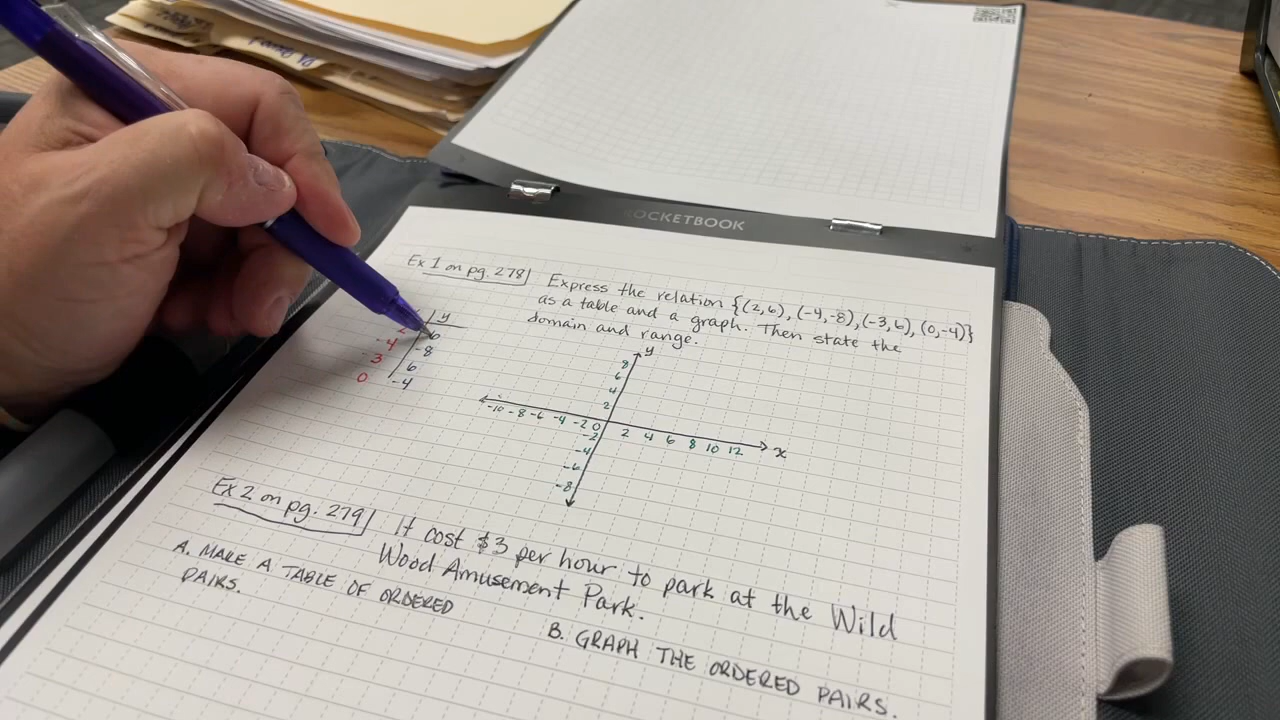 OCKETBOOK
Ex 1 on pg. 278
Express the relation {(2,6), (-4,-8), (-3,6), (0,-4)}
as a table and a graph. Then state the
domain and range.
y
2 6
-4 -8
-3 6
0 -4
y
8
6
4
2
-10 -8 -6 -4 -2 0 2 4 6 8 10 12 x
-2
-4
-6
-8
Ex 2 on pg. 279
It cost $3 per hour to park at the Wild
Wood Amusement Park.
A. MAKE A TABLE OF ORDERED
PAIRS.
B. GRAPH THE ORDERED PAIRS.